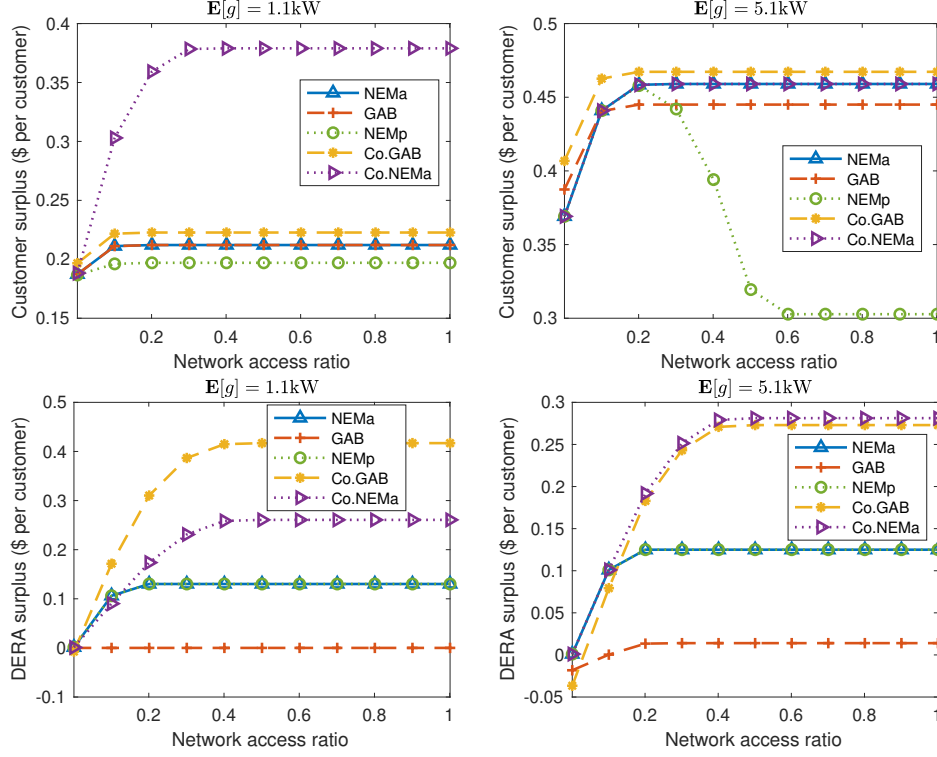 E[g] = 1.1kW
Customer surplus ($ per customer)
0.4
0.35
0.3
0.25
0.2
0.15
0.2
0.4
0.6
0.8
1
Network access ratio
NEMa
GAB
NEMp
Co.GAB
Co.NEMa
E[g] = 5.1kW
Customer surplus ($ per customer)
0.5
0.45
0.4
0.35
0.3
0.2
0.4
0.6
0.8
1
Network access ratio
NEMa
GAB
NEMp
Co.GAB
Co.NEMa
E[g] = 1.1kW
DERA surplus ($ per customer)
0.5
0.4
0.3
0.2
0.1
0
-0.1
0.2
0.4
0.6
0.8
1
Network access ratio
NEMa
GAB
NEMp
Co.GAB
Co.NEMa
E[g] = 5.1kW
DERA surplus ($ per customer)
0.3
0.25
0.2
0.15
0.1
0.05
0
-0.05
0.2
0.4
0.6
0.8
1
Network access ratio
NEMa
GAB
NEMp
Co.GAB
Co.NEMa